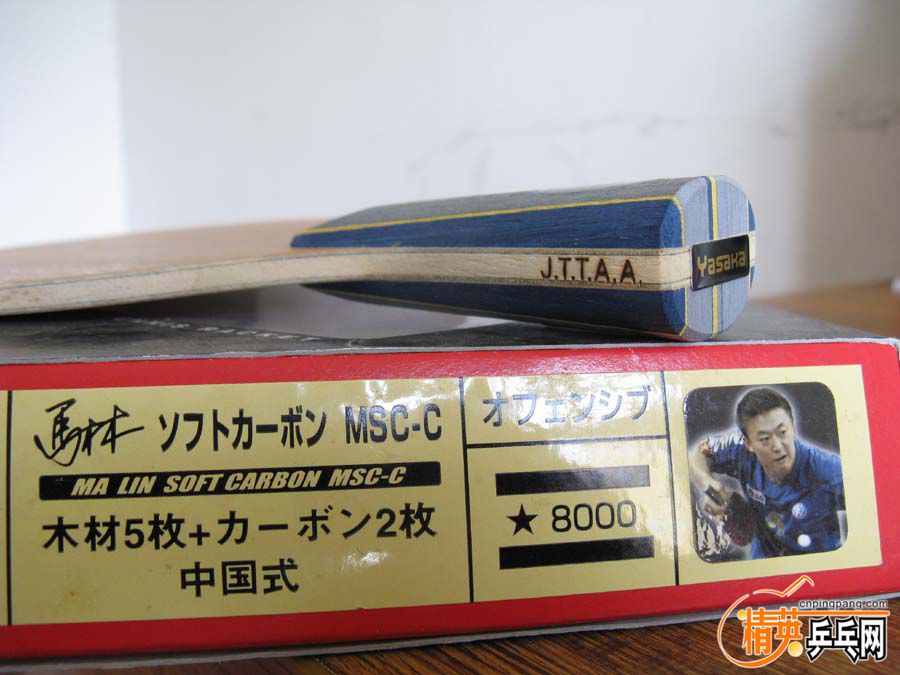 J.T.T.A.A.
Yasaka
馬林 ソフトカーボン MSC-C
MA LIN SOFT CARBON MSC-C
木材5枚+カーボン2枚
中国式
オフェンシブ
★ 8000
cnpingpang.com
精英乒乓网